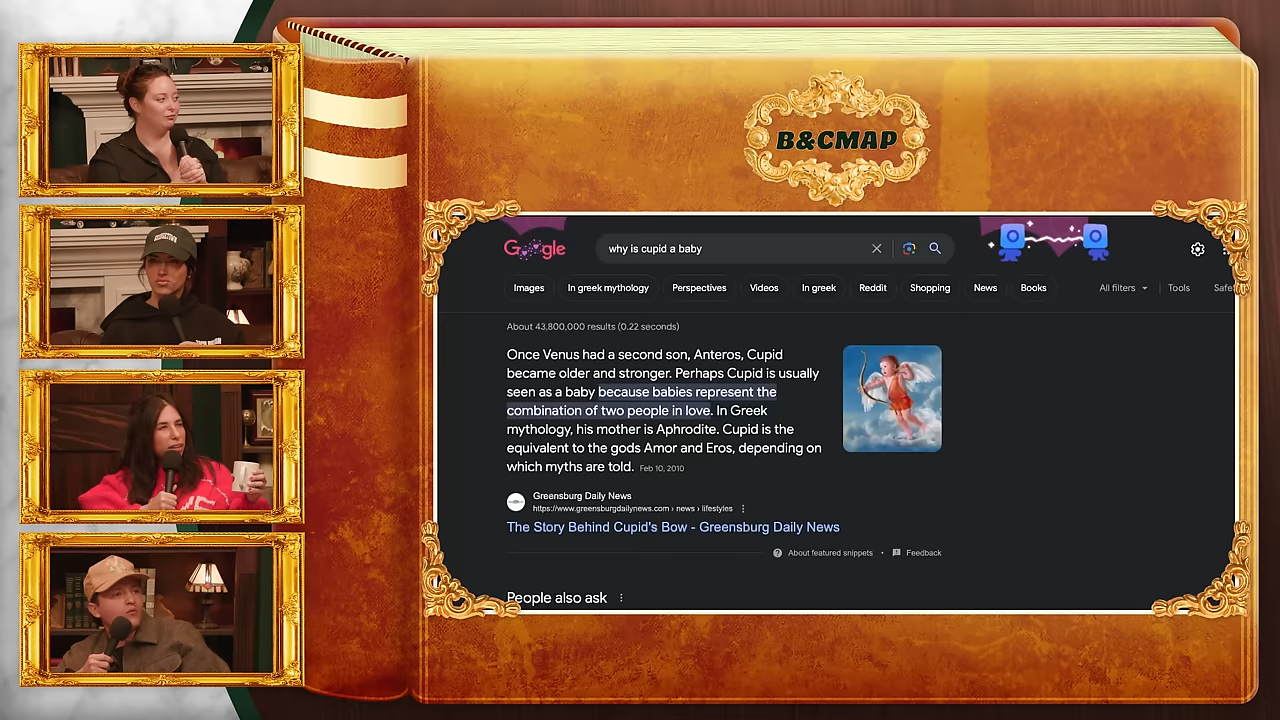 B&CMAP
Google
why is cupid a baby
Images In greek mythology Perspectives Videos In greek Reddit Shopping News Books All filters Tools
About 43,800,000 results (0.22 seconds)
Once Venus had a second son, Anteros, Cupid
became older and stronger. Perhaps Cupid is usually
seen as a baby because babies represent the
combination of two people in love. In Greek
mythology, his mother is Aphrodite. Cupid is the
equivalent to the gods Amor and Eros, depending on
which myths are told. Feb 10, 2010
Greensburg Daily News
https://www.greensburgdailynews.com › news › lifestyles
The Story Behind Cupid's Bow - Greensburg Daily News
About featured snippets • Feedback
People also ask